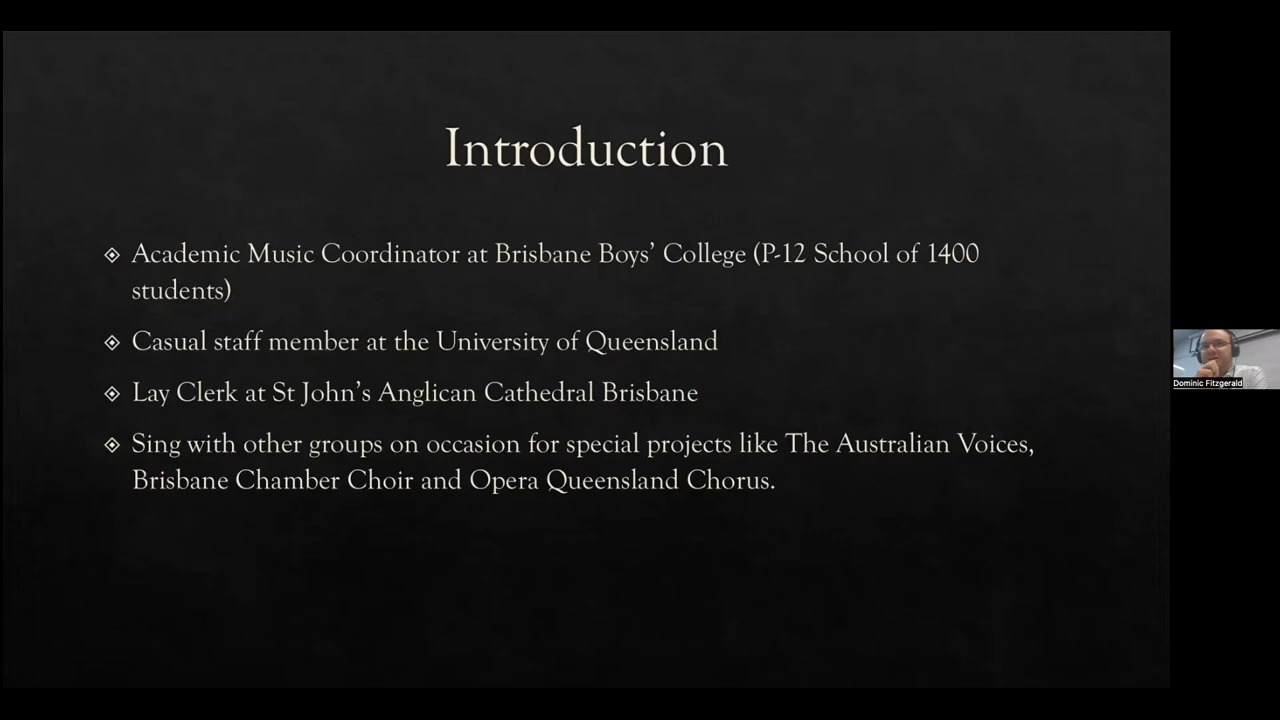 Introduction
Academic Music Coordinator at Brisbane Boys’ College (P-12 School of 1400
students)
Casual staff member at the University of Queensland
Lay Clerk at St John’s Anglican Cathedral Brisbane
Sing with other groups on occasion for special projects like The Australian Voices,
Brisbane Chamber Choir and Opera Queensland Chorus.
Dominic Fitzgerald